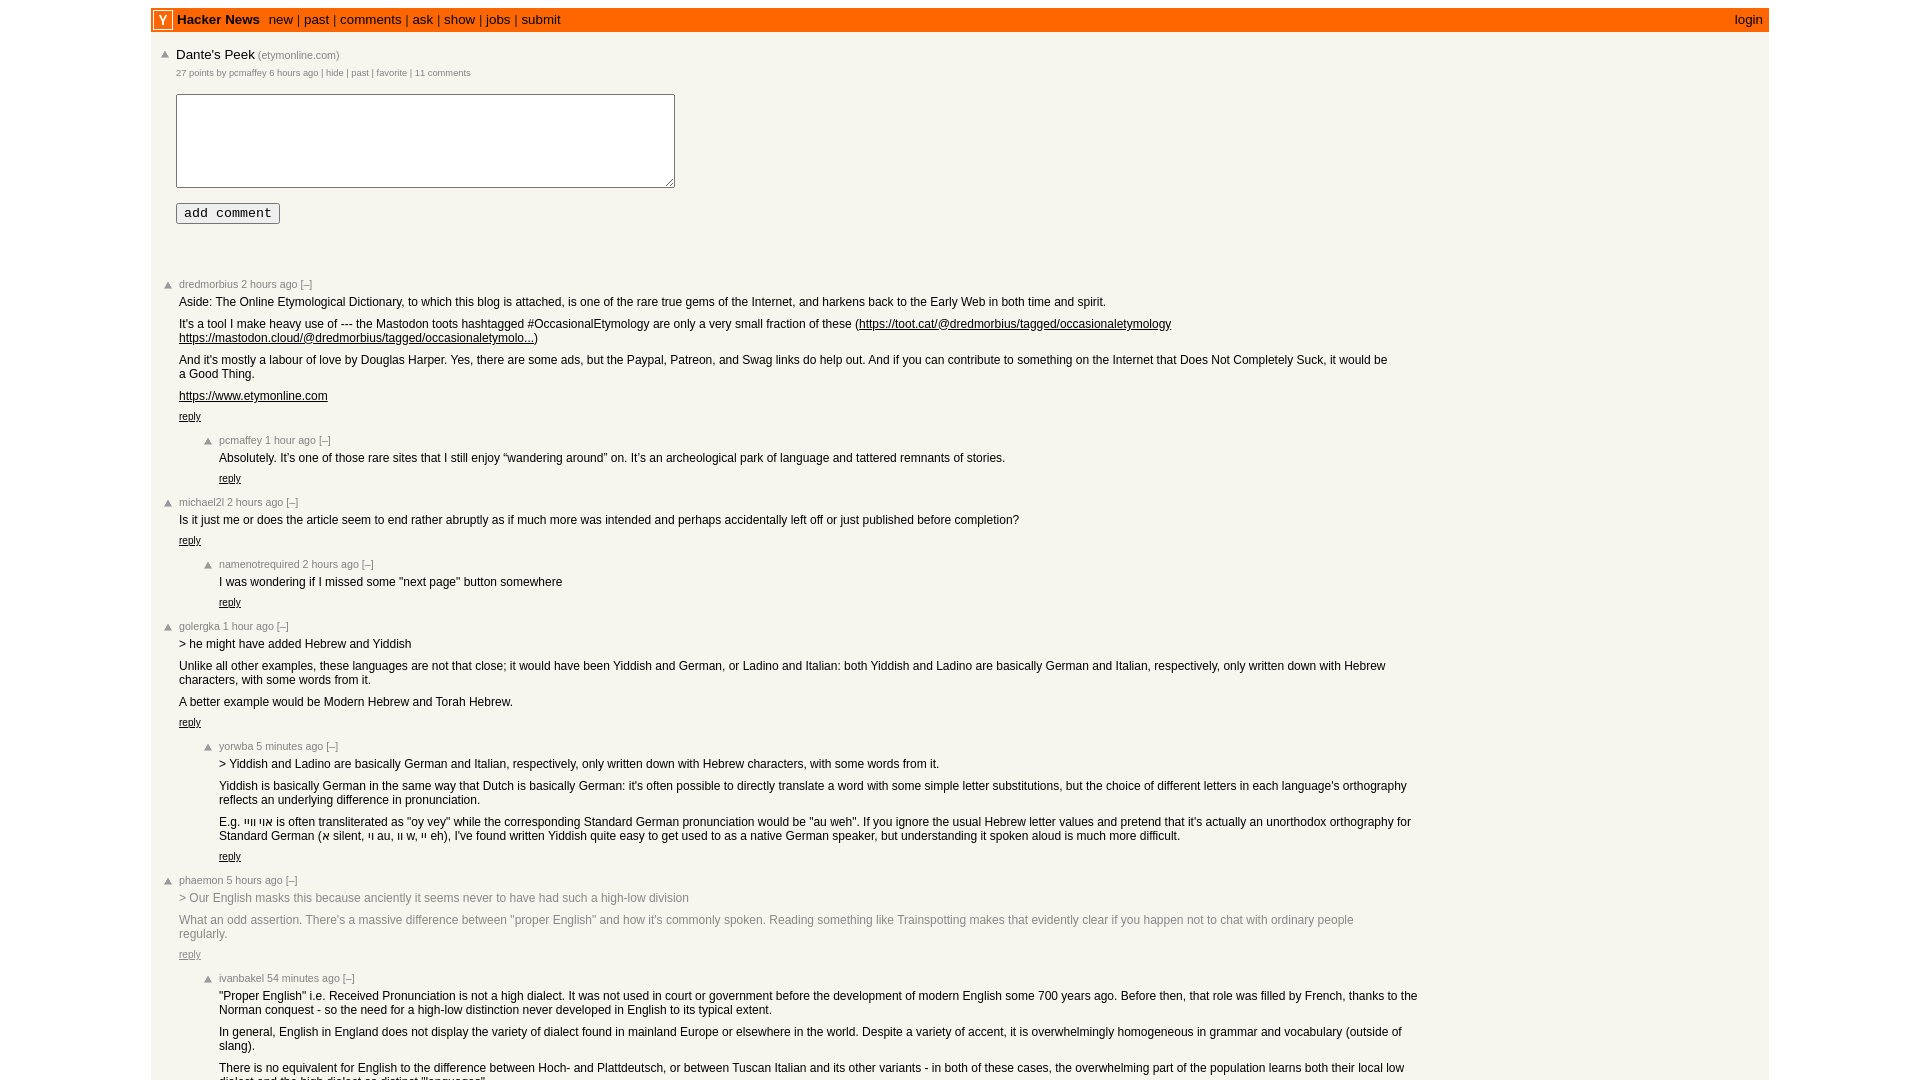 Y Hacker News new | past | comments | ask | show | jobs | submit login
Dante's Peek (etymonline.com)
27 points by pcmaffey 6 hours ago | hide | past | favorite | 11 comments
add comment
dredmorbius 2 hours ago [–]
Aside: The Online Etymological Dictionary, to which this blog is attached, is one of the rare true gems of the Internet, and harkens back to the Early Web in both time and spirit.
It's a tool I make heavy use of --- the Mastodon toots hashtagged #OccasionalEtymology are only a very small fraction of these (https://toot.cat/@dredmorbius/tagged/occasionaletymology
https://mastodon.cloud/@dredmorbius/tagged/occasionaletymolo...)
And it's mostly a labour of love by Douglas Harper. Yes, there are some ads, but the Paypal, Patreon, and Swag links do help out. And if you can contribute to something on the Internet that Does Not Completely Suck, it would be
a Good Thing.
https://www.etymonline.com
reply
pcmaffey 1 hour ago [–]
Absolutely. It’s one of those rare sites that I still enjoy “wandering around” on. It’s an archeological park of language and tattered remnants of stories.
reply
michael2l 2 hours ago [–]
Is it just me or does the article seem to end rather abruptly as if much more was intended and perhaps accidentally left off or just published before completion?
reply
namenotrequired 2 hours ago [–]
I was wondering if I missed some "next page" button somewhere
reply
golergka 1 hour ago [–]
> he might have added Hebrew and Yiddish
Unlike all other examples, these languages are not that close; it would have been Yiddish and German, or Ladino and Italian: both Yiddish and Ladino are basically German and Italian, respectively, only written down with Hebrew
characters, with some words from it.
A better example would be Modern Hebrew and Torah Hebrew.
reply
yorwba 5 minutes ago [–]
> Yiddish and Ladino are basically German and Italian, respectively, only written down with Hebrew characters, with some words from it.
Yiddish is basically German in the same way that Dutch is basically German: it's often possible to directly translate a word with some simple letter substitutions, but the choice of different letters in each language's orthography
reflects an underlying difference in pronunciation.
E.g. אױ װײ is often transliterated as "oy vey" while the corresponding Standard German pronunciation would be "au weh". If you ignore the usual Hebrew letter values and pretend that it's actually an unorthodox orthography for
Standard German (א silent, ױ au, װ w, ײ eh), I've found written Yiddish quite easy to get used to as a native German speaker, but understanding it spoken aloud is much more difficult.
reply
phaemon 5 hours ago [–]
> Our English masks this because anciently it seems never to have had such a high-low division
What an odd assertion. There's a massive difference between "proper English" and how it's commonly spoken. Reading something like Trainspotting makes that evidently clear if you happen not to chat with ordinary people
regularly.
reply
ivanbakel 54 minutes ago [–]
"Proper English" i.e. Received Pronunciation is not a high dialect. It was not used in court or government before the development of modern English some 700 years ago. Before then, that role was filled by French, thanks to the
Norman conquest - so the need for a high-low distinction never developed in English to its typical extent.
In general, English in England does not display the variety of dialect found in mainland Europe or elsewhere in the world. Despite a variety of accent, it is overwhelmingly homogeneous in grammar and vocabulary (outside of
slang).
There is no equivalent for English to the difference between Hoch- and Plattdeutsch, or between Tuscan Italian and its other variants - in both of these cases, the overwhelming part of the population learns both their local low